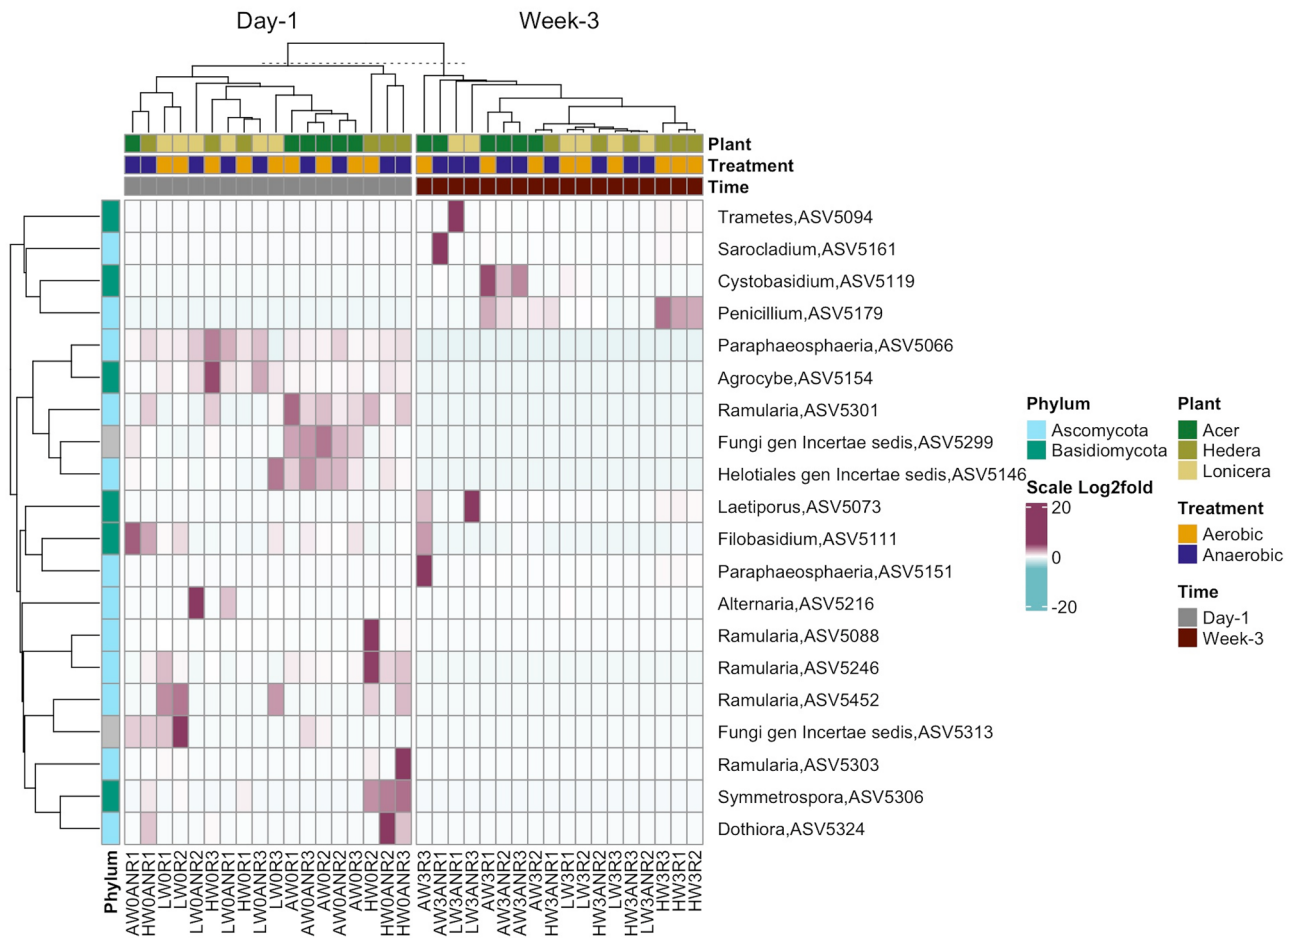 Day-1
Week-3
Plant
Treatment
Time
Trametes,ASV5094
Sarocladium,ASV5161
Cystobasidium,ASV5119
Penicillium,ASV5179
Paraphaeosphaeria,ASV5066
Agrocybe,ASV5154
Ramularia,ASV5301
Fungi gen Incertae sedis,ASV5299
Helotiales gen Incertae sedis,ASV5146
Laetiporus,ASV5073
Filobasidium,ASV5111
Paraphaeosphaeria,ASV5151
Alternaria,ASV5216
Ramularia,ASV5088
Ramularia,ASV5246
Ramularia,ASV5452
Fungi gen Incertae sedis,ASV5313
Ramularia,ASV5303
Symmetrospora,ASV5306
Dothiora,ASV5324
Phylum
AW0ANR1
HW0ANR1
LW0R1
LW0R2
LW0ANR2
HW0R3
LW0ANR1
HW0R1
LW0ANR3
LW0R3
AW0R1
AW0ANR3
AW0R2
AW0ANR2
AW0R3
HW0R2
HW0ANR2
HW0ANR3
AW3R3
AW3ANR1
LW3ANR1
LW3ANR3
AW3R1
AW3ANR2
AW3ANR3
AW3R2
HW3ANR1
LW3R1
LW3R2
HW3ANR2
LW3R3
HW3ANR3
LW3ANR2
HW3R3
HW3R1
HW3R2
Phylum
Ascomycota
Basidiomycota
Scale Log2fold
20
0
-20
Plant
Acer
Hedera
Lonicera
Treatment
Aerobic
Anaerobic
Time
Day-1
Week-3